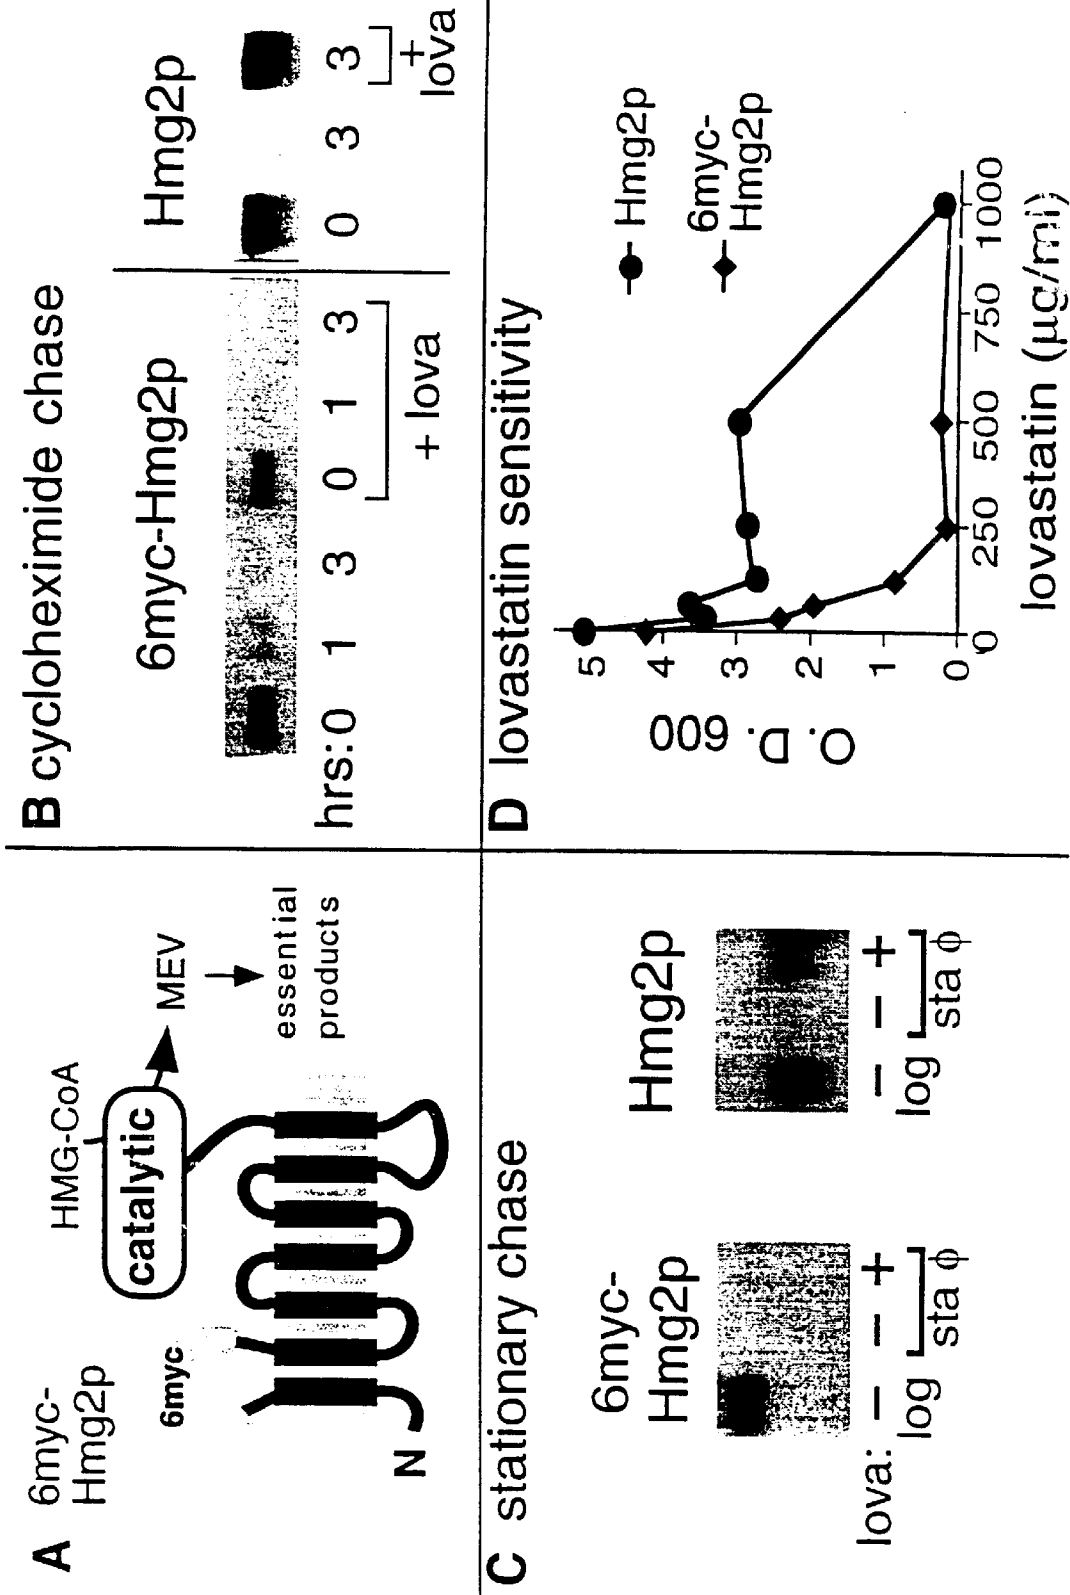 A 6myc-
Hmg2p
HMG-CoA
catalytic
MEV
essential
products
6myc
N
B cycloheximide chase
6myc-Hmg2p
Hmg2p
hrs: 0 1 3 0 1 3 0 3 3
+ lova
+
lova
C stationary chase
6myc-
Hmg2p
Hmg2p
lova: − − + − − +
log sta ϕ log sta ϕ
D lovastatin sensitivity
Hmg2p
6myc-
Hmg2p
O. D. 600
5
4
3
2
1
0
0 250 500 750 1000
lovastatin (µg/ml)